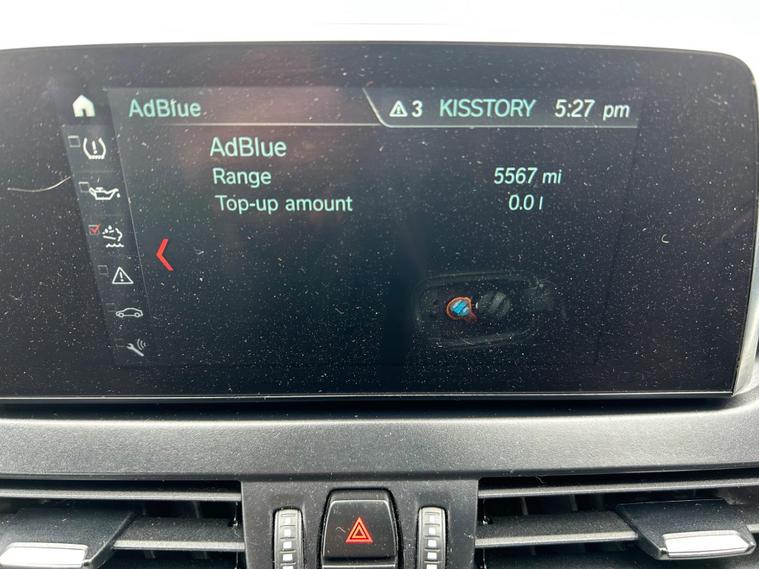 AdBlue
3 KISSTORY 5:27 pm
AdBlue
Range 5567 mi
Top-up amount 0.0 l